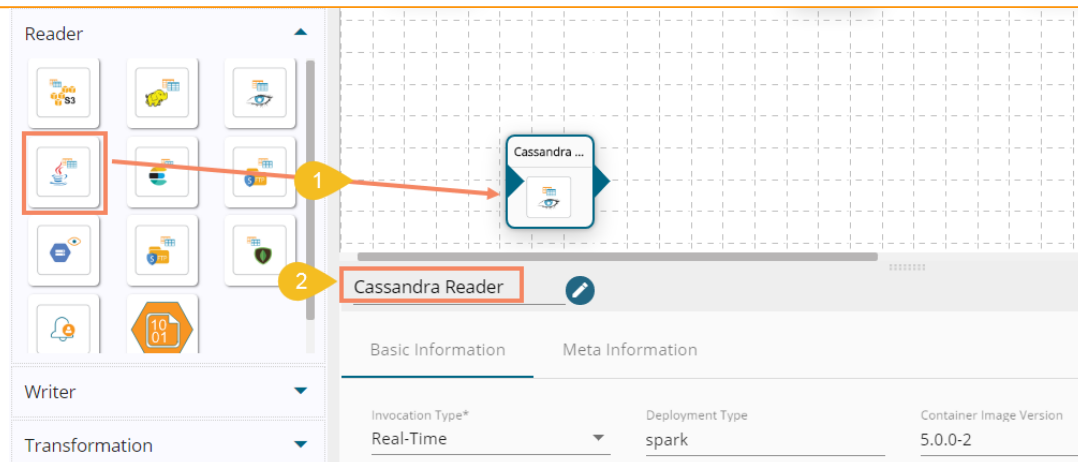 Reader
S3
1
Cassandra ...
2
Cassandra Reader
10
01
Basic Information
Meta Information
Writer
Invocation Type*
Deployment Type
Container Image Version
Real-Time
spark
5.0.0-2
Transformation